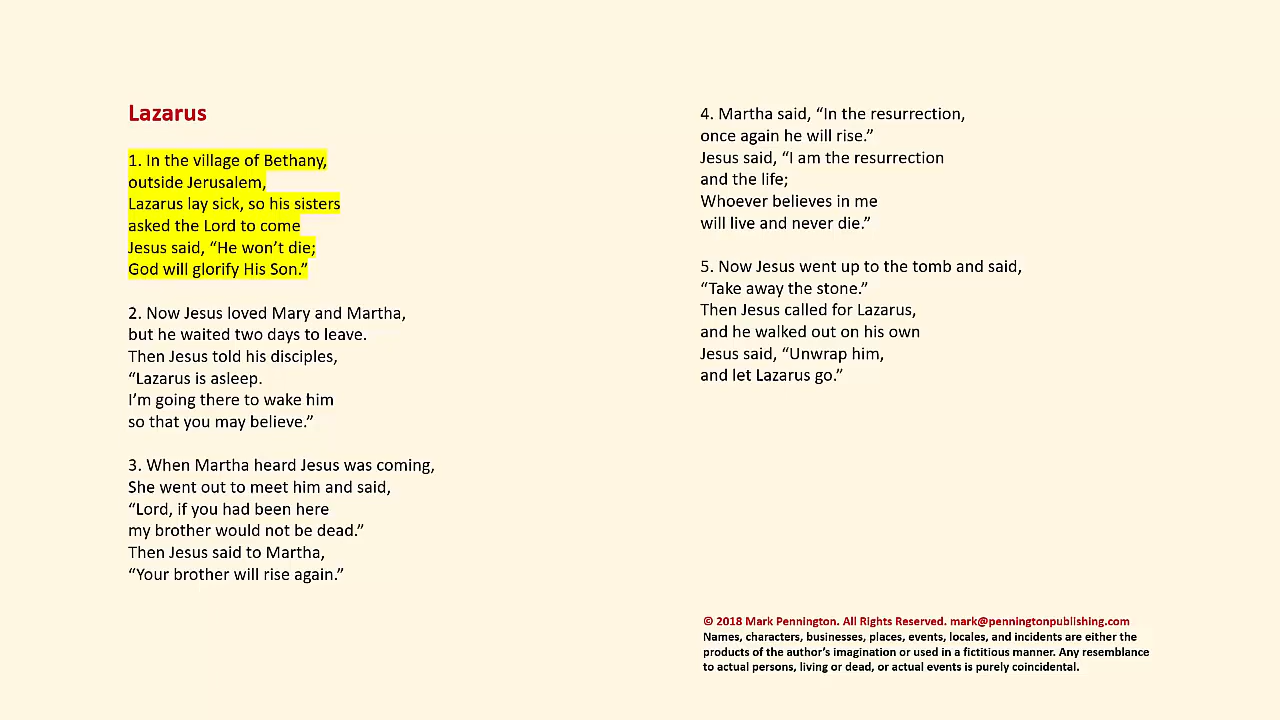 Lazarus
1. In the village of Bethany,
outside Jerusalem,
Lazarus lay sick, so his sisters
asked the Lord to come
Jesus said, “He won’t die;
God will glorify His Son.”
2. Now Jesus loved Mary and Martha,
but he waited two days to leave.
Then Jesus told his disciples,
“Lazarus is asleep.
I’m going there to wake him
so that you may believe.”
3. When Martha heard Jesus was coming,
She went out to meet him and said,
“Lord, if you had been here
my brother would not be dead.”
Then Jesus said to Martha,
“Your brother will rise again.”
4. Martha said, “In the resurrection,
once again he will rise.”
Jesus said, “I am the resurrection
and the life;
Whoever believes in me
will live and never die.”
5. Now Jesus went up to the tomb and said,
“Take away the stone.”
Then Jesus called for Lazarus,
and he walked out on his own
Jesus said, “Unwrap him,
and let Lazarus go.”
© 2018 Mark Pennington. All Rights Reserved. mark@penningtonpublishing.com
Names, characters, businesses, places, events, locales, and incidents are either the
products of the author’s imagination or used in a fictitious manner. Any resemblance
to actual persons, living or dead, or actual events is purely coincidental.